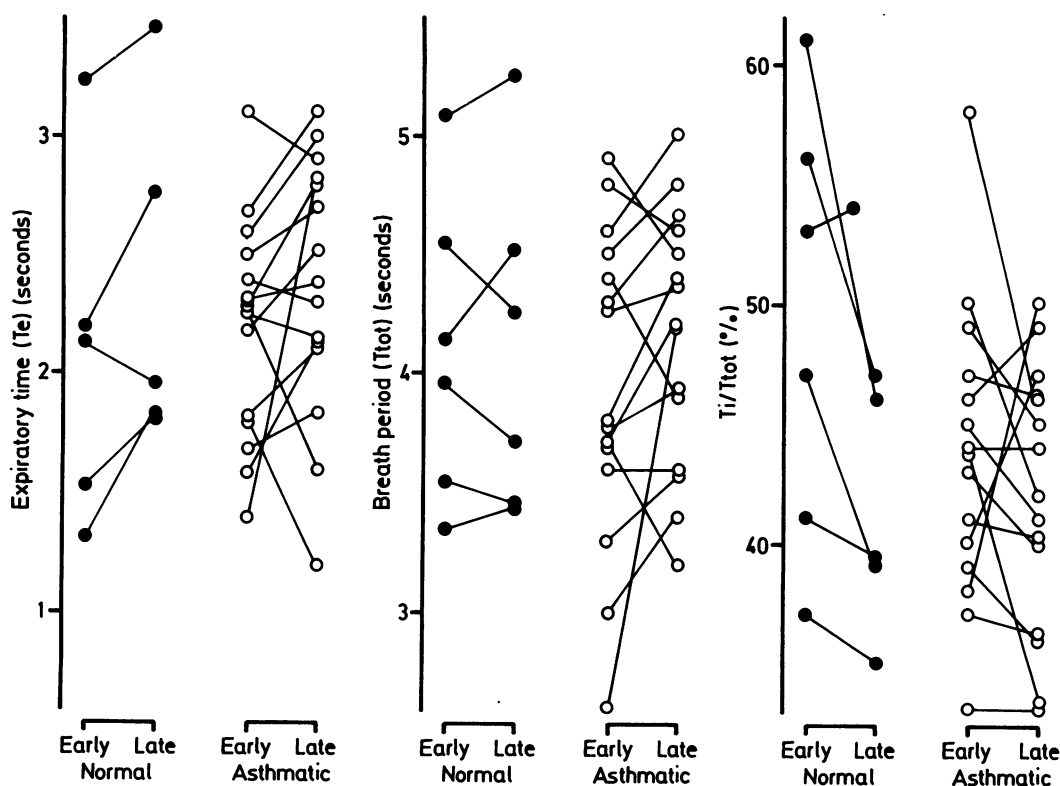 Expiratory time (Te) (seconds)
3
2
1
Early Late
Normal
Early Late
Asthmatic
Breath period (Ttot) (seconds)
5
4
3
Early Late
Normal
Early Late
Asthmatic
Ti/Ttot (%)
60
50
40
Early Late
Normal
Early Late
Asthmatic